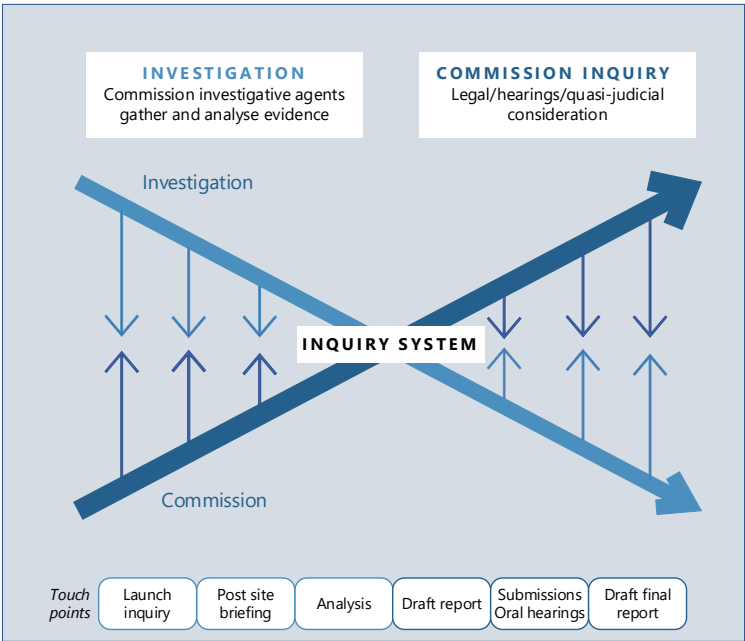 INVESTIGATION
Commission investigative agents
gather and analyse evidence
COMMISSION INQUIRY
Legal/hearings/quasi-judicial
consideration
Investigation
INQUIRY SYSTEM
Commission
Touch
points
Launch
inquiry
Post site
briefing
Analysis
Draft report
Submissions
Oral hearings
Draft final
report